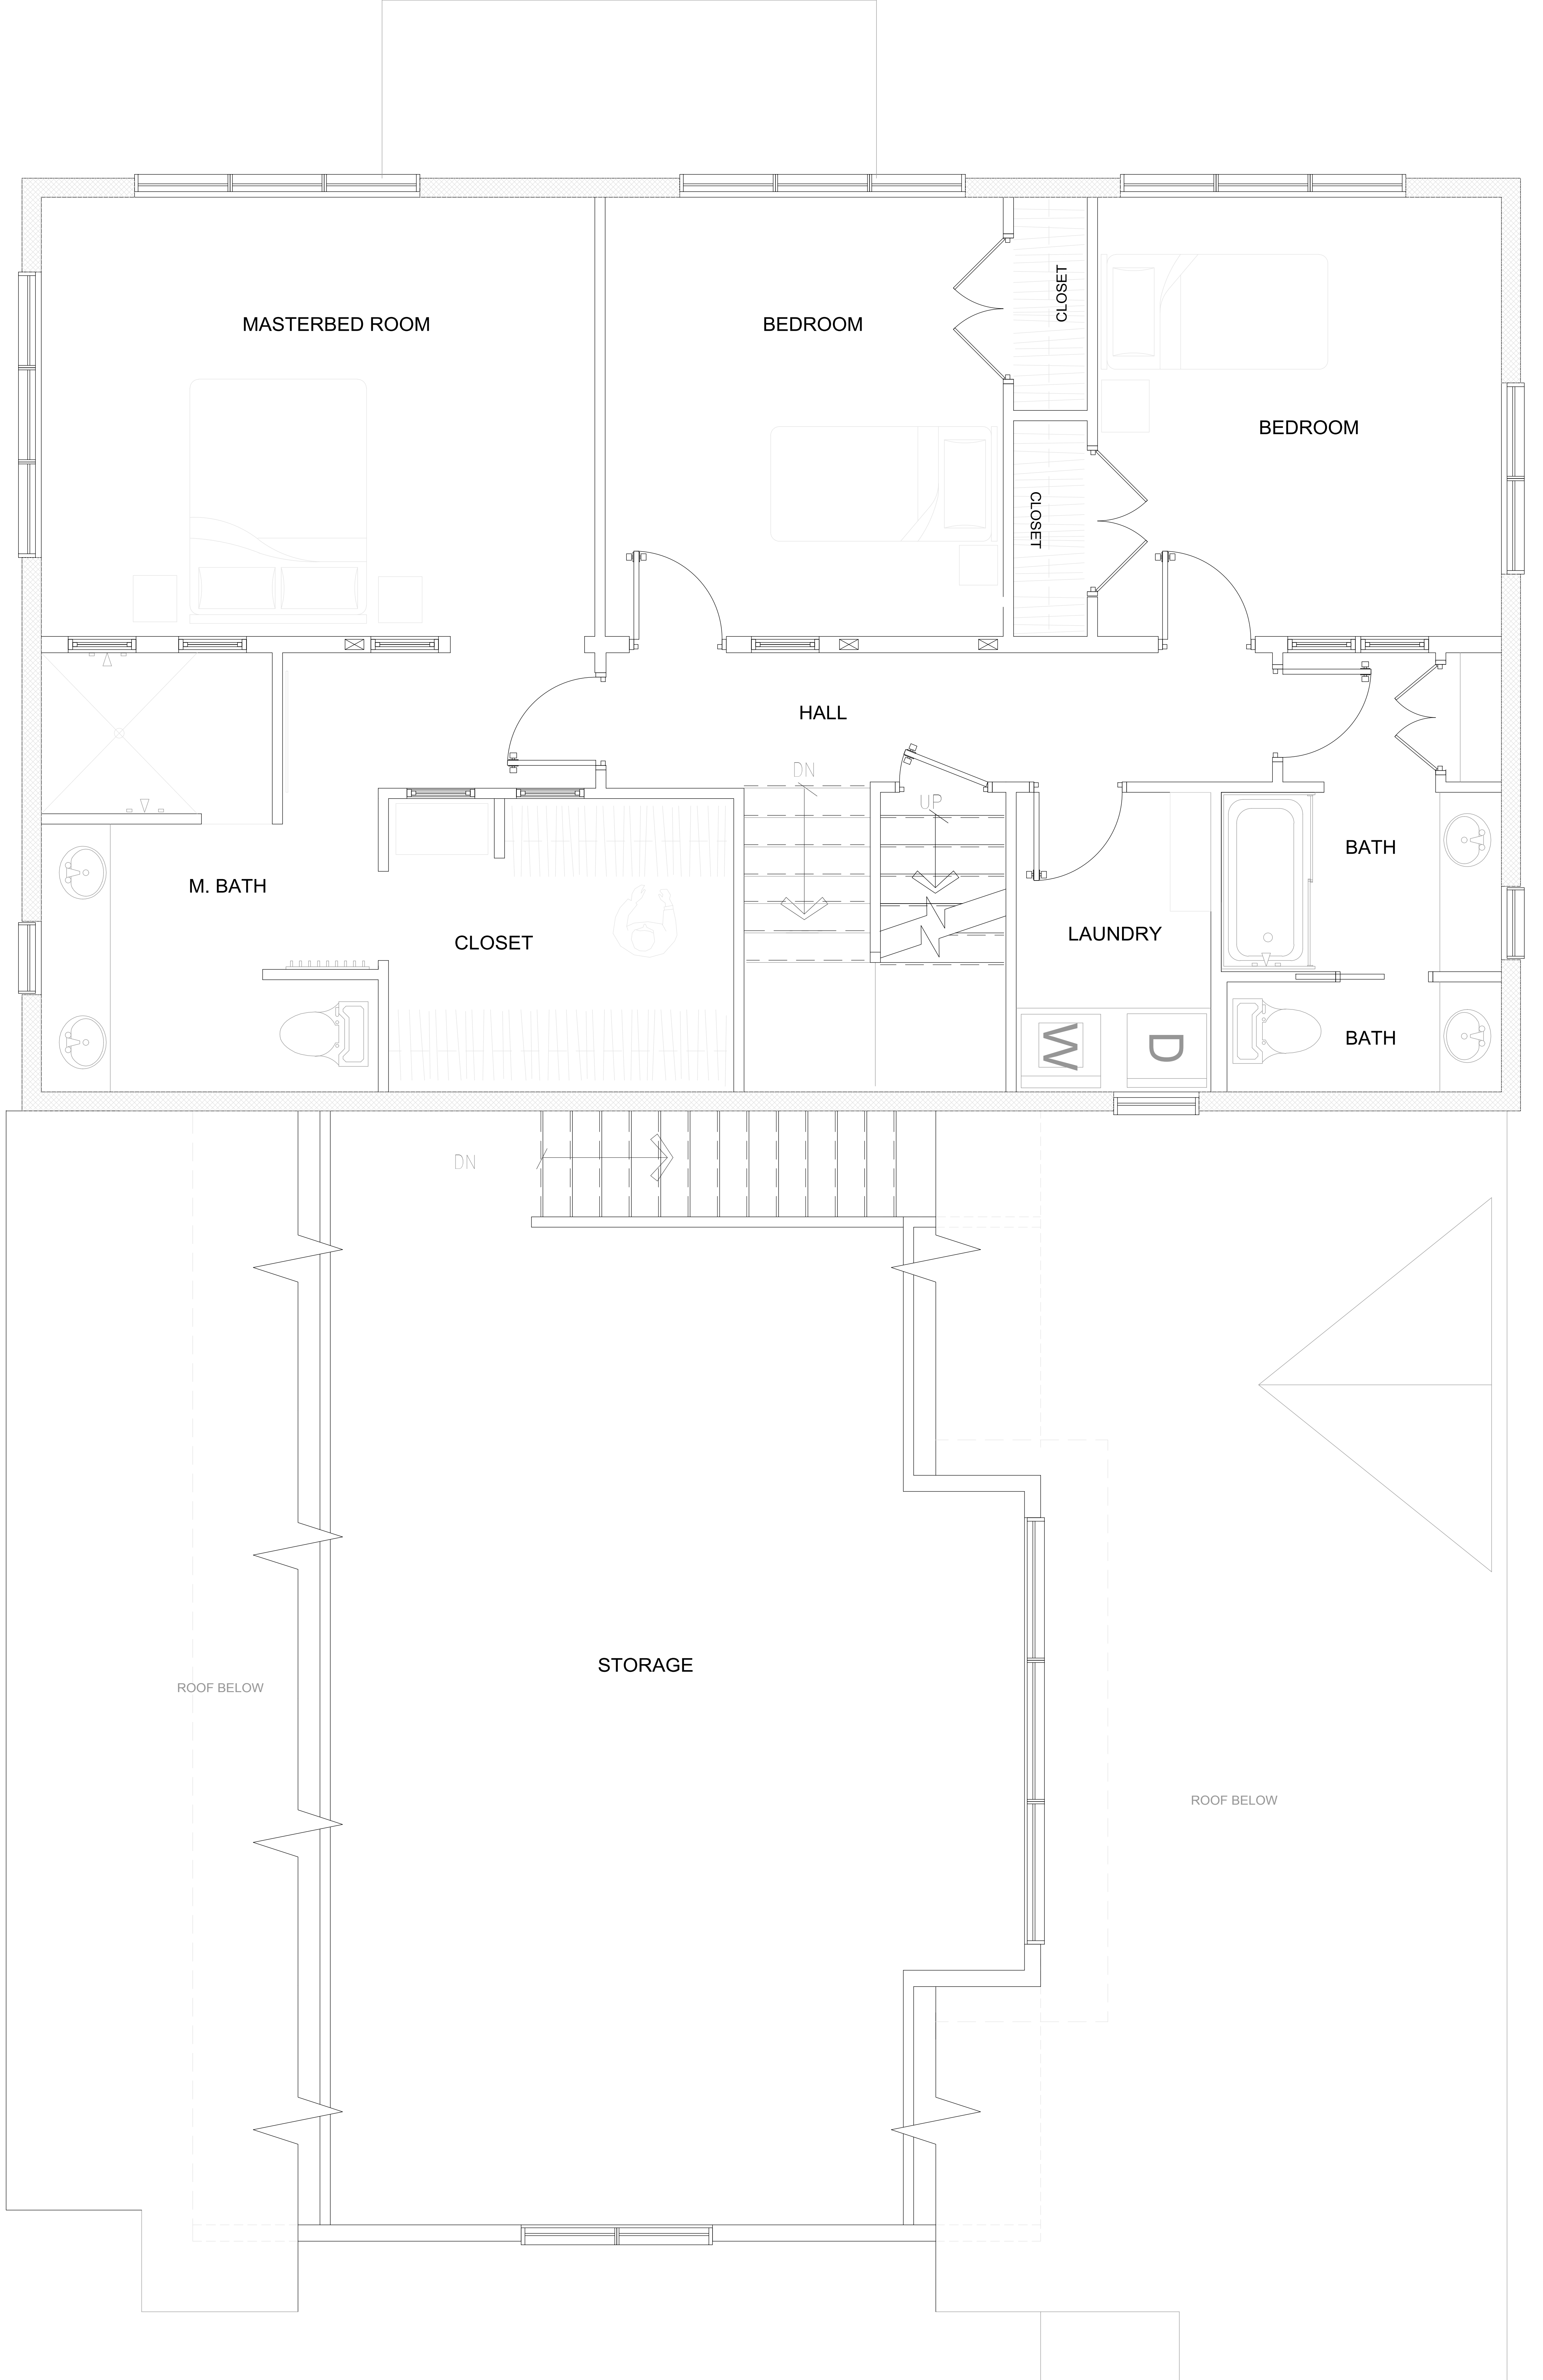 CLOSET
MASTERBED ROOM
BEDROOM
BEDROOM
CLOSET
HALL
DN
UP
BATH
M. BATH
LAUNDRY
CLOSET
BATH
W
D
DN
STORAGE
ROOF BELOW
ROOF BELOW